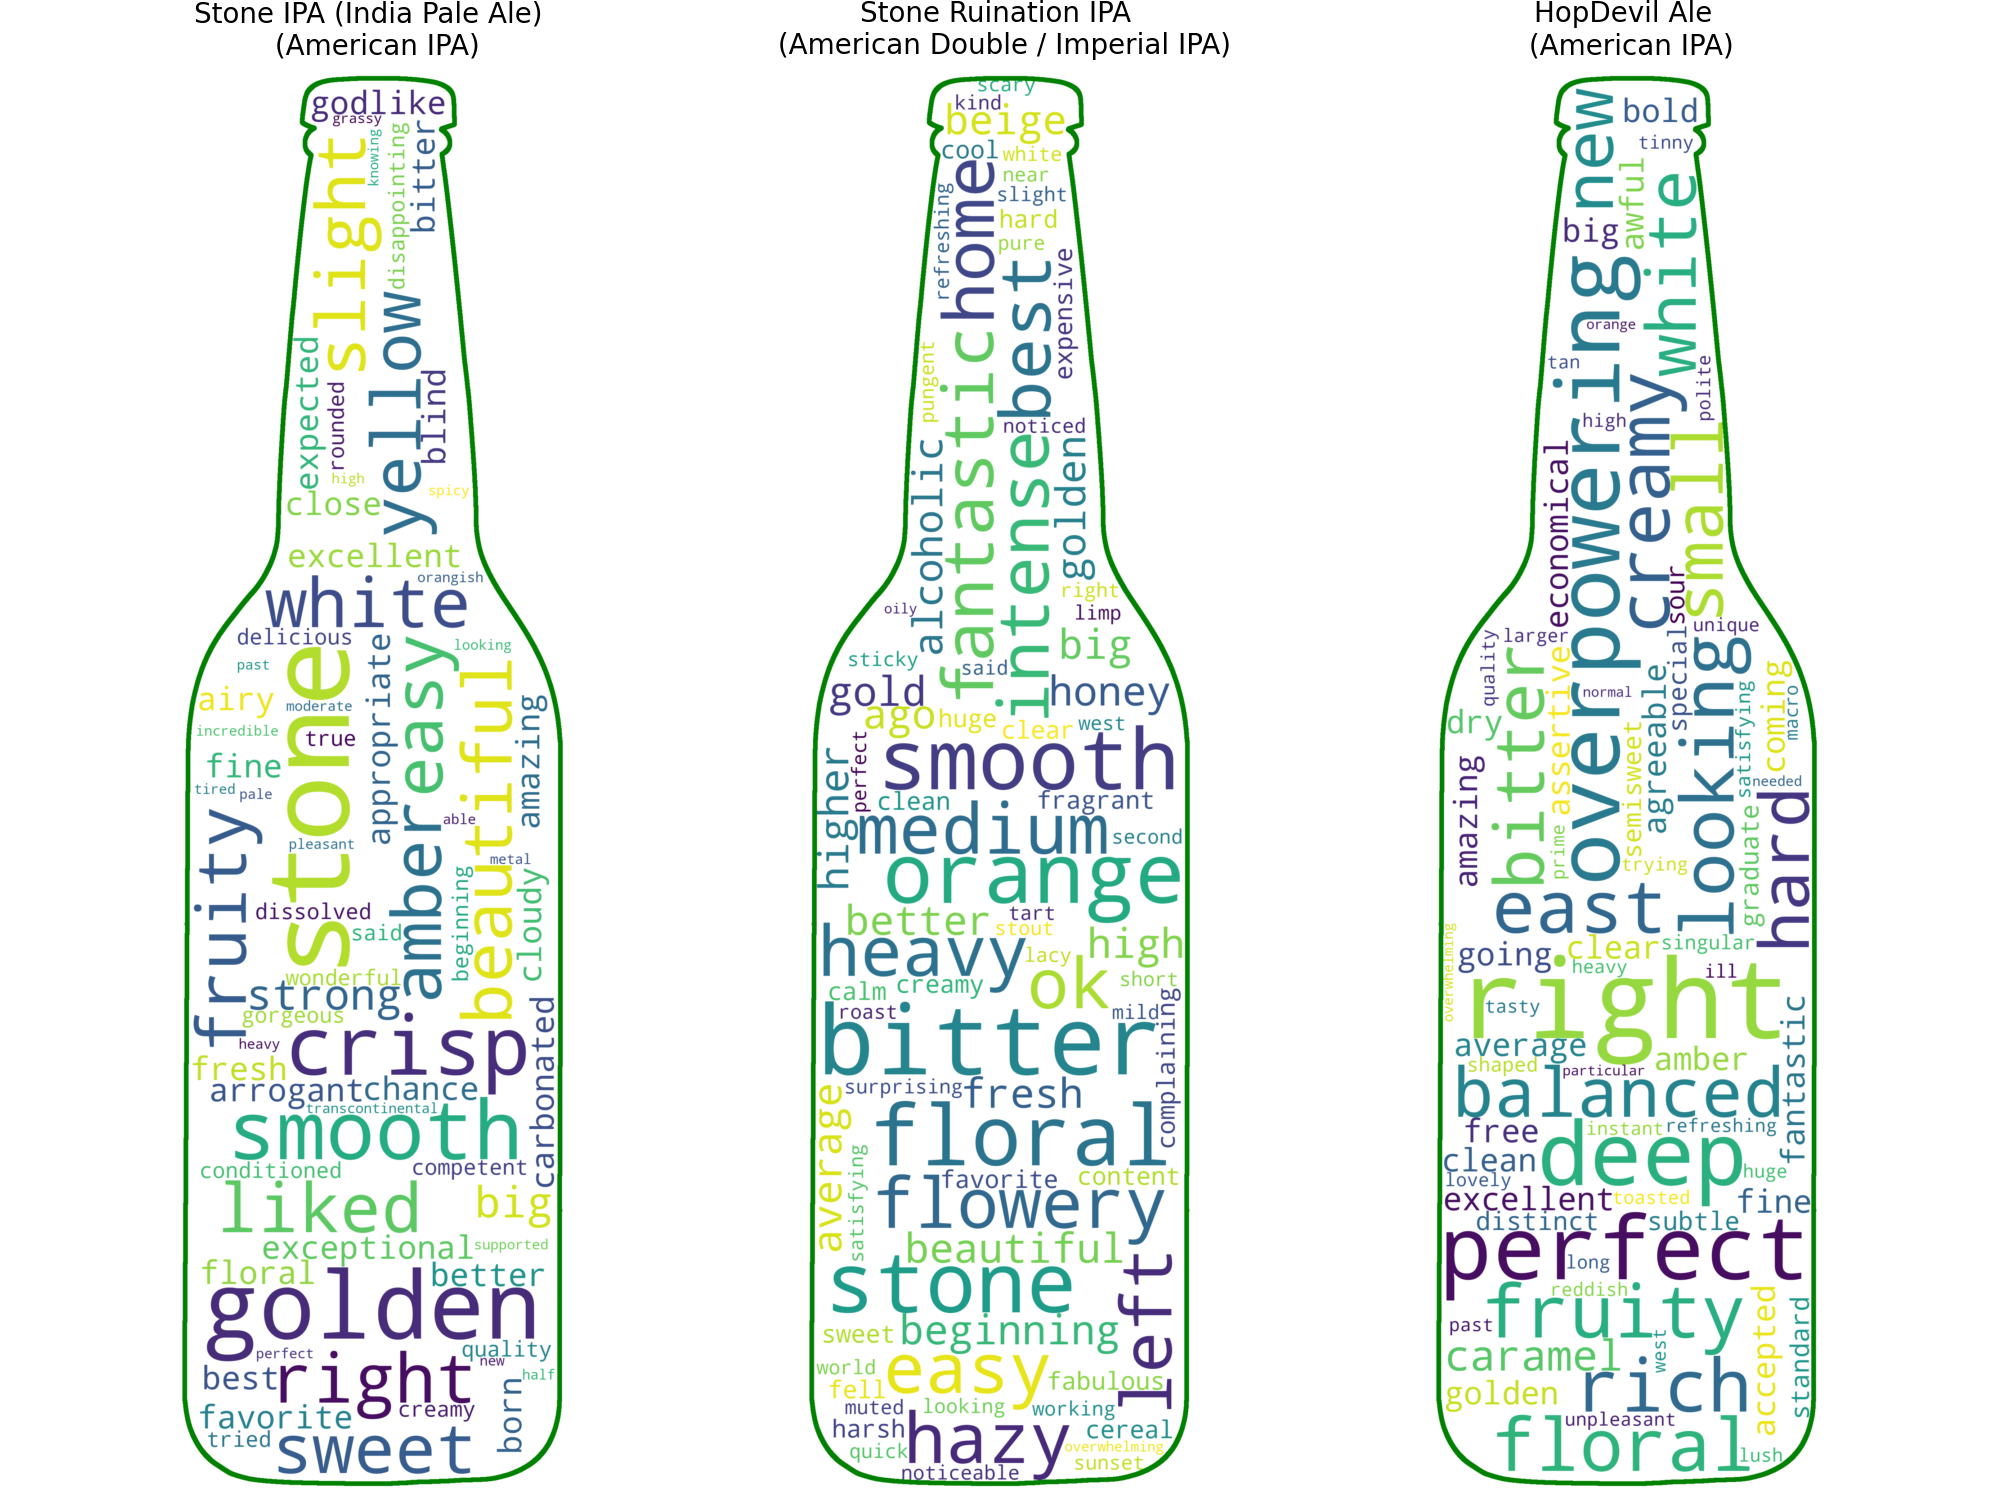 Stone IPA (India Pale Ale)
(American IPA)
godlike
grassy
slight
knowing
disappointing
bitter
yellow
expected
rounded
blind
high
spicy
close
excellent
orangish
white
delicious
looking
past
stone
appropriate
easy
beautiful
airy
moderate
amazing
incredible
true
fine
tired
pale
fruity
amber
able
pleasant
metal
beginning
cloudy
dissolved
said
wonderful
strong
gorgeous
carbonated
crisp
heavy
fresh
arrogant
chance
transcontinental
smooth
conditioned
competent
liked
big
exceptional
supported
floral
better
golden
perfect
quality
new
best
right
half
born
favorite
creamy
tried
sweet
Stone Ruination IPA
(American Double / Imperial IPA)
scary
kind
beige
cool
white
near
refreshing
home
slight
hard
pure
best
expensive
pungent
fantastic
noticed
alcoholic
intense
golden
right
oily
limp
big
sticky
said
gold
honey
ago
huge
clear
west
perfect
smooth
higher
clean
fragrant
medium
second
orange
better
tart
stout
heavy
lacy
high
ok
short
calm
creamy
roast
bitter
mild
complaining
surprising
fresh
average
floral
satisfying
favorite
content
flowery
beautiful
stone
left
sweet
beginning
world
easy
fell
fabulous
muted
looking
working
harsh
hazy
cereal
quick
overwhelming
sunset
noticeable
HopDevil Ale
(American IPA)
new
bold
tinny
awful
white
big
overpowering
orange
tan
polite
creamy
high
small
economical
sour
unique
larger
quality
bitter
assertive
normal
special
looking
agreeable
satisfying
coming
macro
dry
semisweet
amazing
needed
hard
prime
trying
graduate
east
overwhelming
going
clear
singular
heavy
ill
right
tasty
fantastic
average
amber
shaped
particular
balanced
free
instant
refreshing
clean
deep
huge
lovely
excellent
toasted
fine
distinct
subtle
perfect
long
reddish
fruity
past
accepted
standard
caramel
west
rich
golden
unpleasant
floral
lush